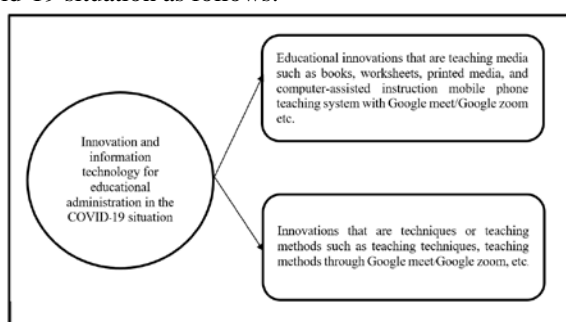 id-19 situation as follows:
Educational innovations that are teaching media
such as books, worksheets, printed media, and
computer-assisted instruction mobile phone
teaching system with Google meet/Google zoom
etc.
Innovation and
information
technology for
educational
administration in the
COVID-19 situation
Innovations that are techniques or teaching
methods such as teaching techniques, teaching
methods through Google meet/Google zoom, etc.